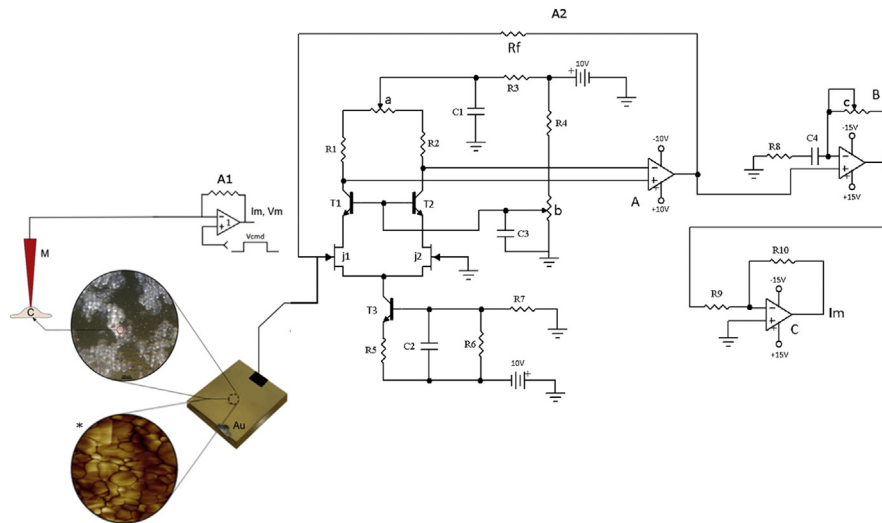 A2
Rf
10V
+
a
R3
C1
R1
R2
R4
-10V
B
c
-15V
C4
R8
-
+
+15V
A
+10V
A1
Im, Vm
-
+
1
Vcmd
T1
T2
b
C3
M
j1
j2
R10
-15V
R9
-
+
C
Im
+15V
C
T3
R7
R5
C2
R6
10V
+
Au
*